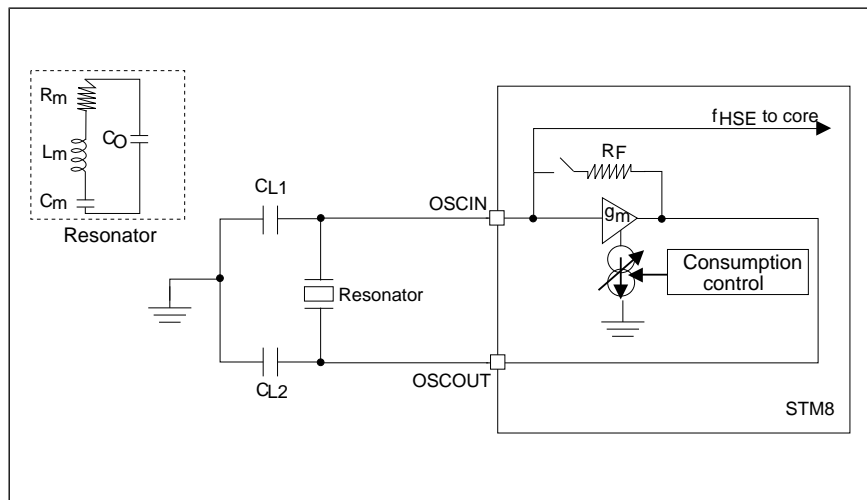 Rm
Lm
Cm
CO
Resonator
CL1
CL2
Resonator
OSCIN
OSCOUT
fHSE to core
RF
gm
Consumption
control
STM8